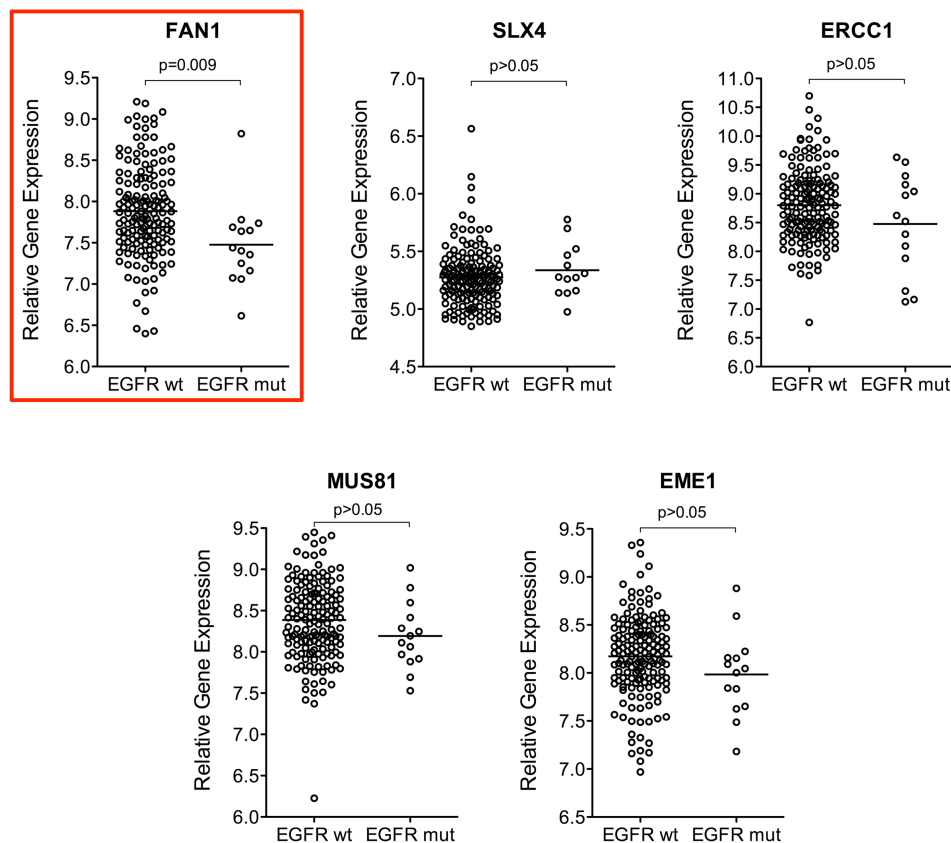 FAN1
p=0.009
Relative Gene Expression
9.5
9.0
8.5
8.0
7.5
7.0
6.5
6.0
EGFR wt EGFR mut
SLX4
p>0.05
Relative Gene Expression
7.0
6.5
6.0
5.5
5.0
4.5
EGFR wt EGFR mut
ERCC1
p>0.05
Relative Gene Expression
11.0
10.5
10.0
9.5
9.0
8.5
8.0
7.5
7.0
6.5
6.0
EGFR wt EGFR mut
MUS81
p>0.05
Relative Gene Expression
9.5
9.0
8.5
8.0
7.5
7.0
6.5
6.0
EGFR wt EGFR mut
EME1
p>0.05
Relative Gene Expression
9.5
9.0
8.5
8.0
7.5
7.0
6.5
EGFR wt EGFR mut